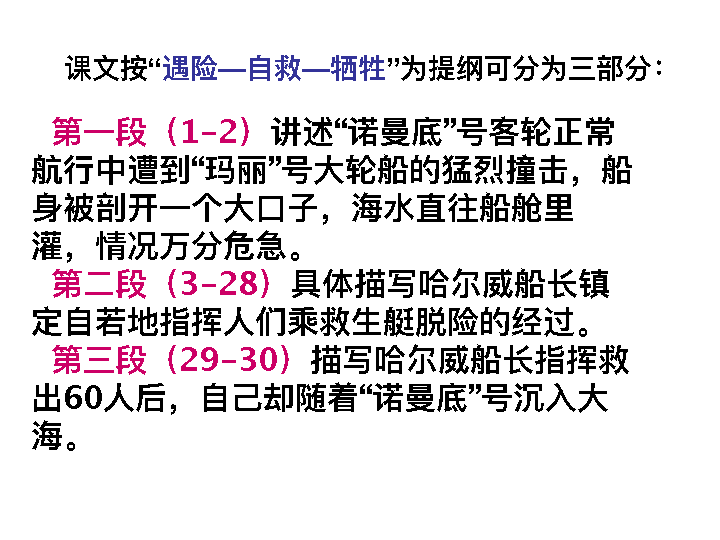 课文按“遇险—自救—牺牲”为提纲可分为三部分：
第一段（1-2）讲述“诺曼底”号客轮正常
航行中遭到“玛丽”号大轮船的猛烈撞击，船
身被剖开一个大口子，海水直往船舱里
灌，情况万分危急。
第二段（3-28）具体描写哈尔威船长镇
定自若地指挥人们乘救生艇脱险的经过。
第三段（29-30）描写哈尔威船长指挥救
出60人后，自己却随着“诺曼底”号沉入大
海。